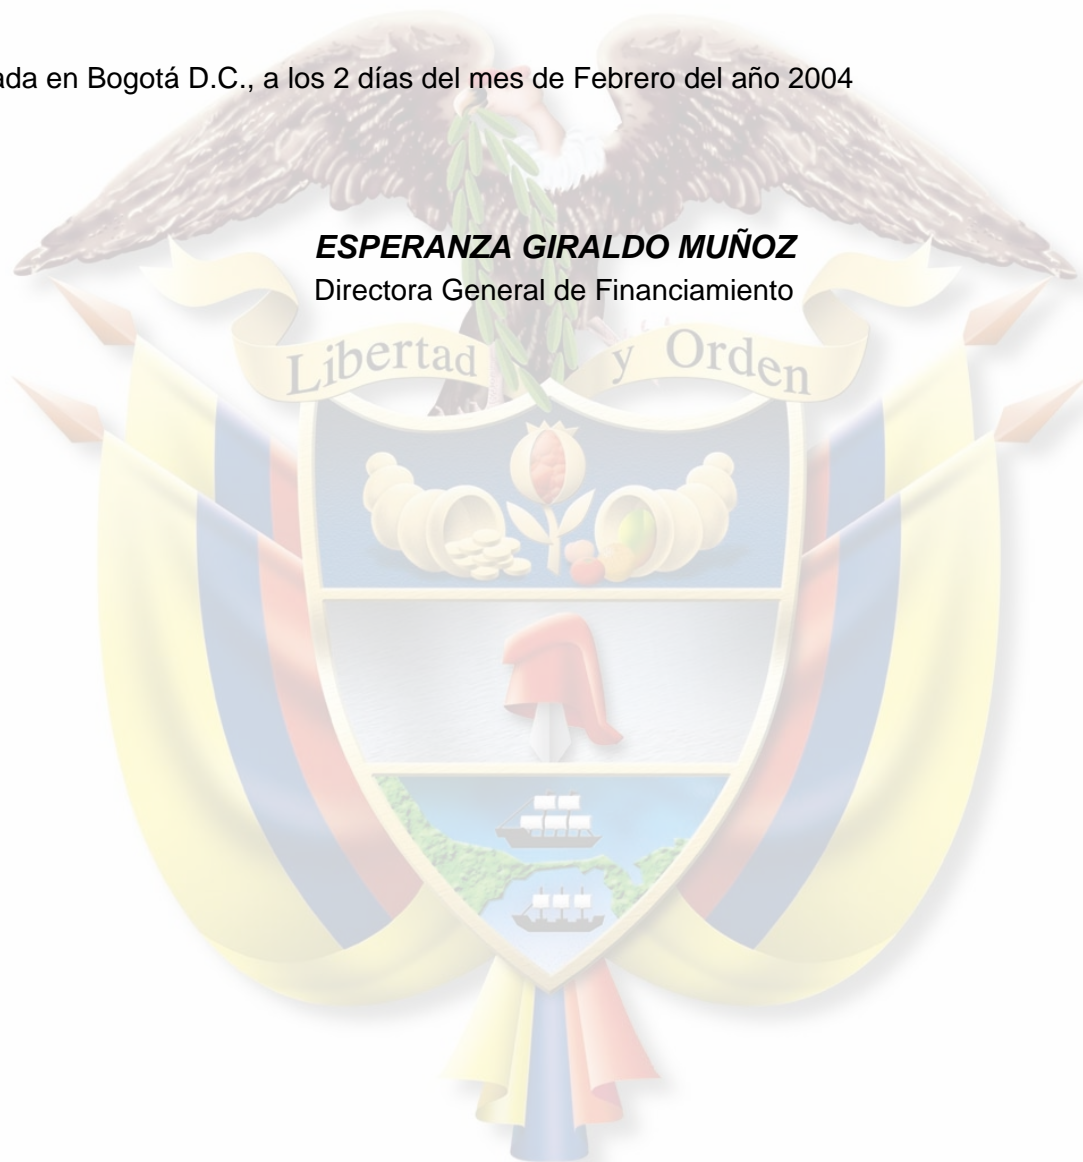 ada en Bogotá D.C., a los 2 días del mes de Febrero del año 2004
ESPERANZA GIRALDO MUÑOZ
Directora General de Financiamiento
Libertad y Orden